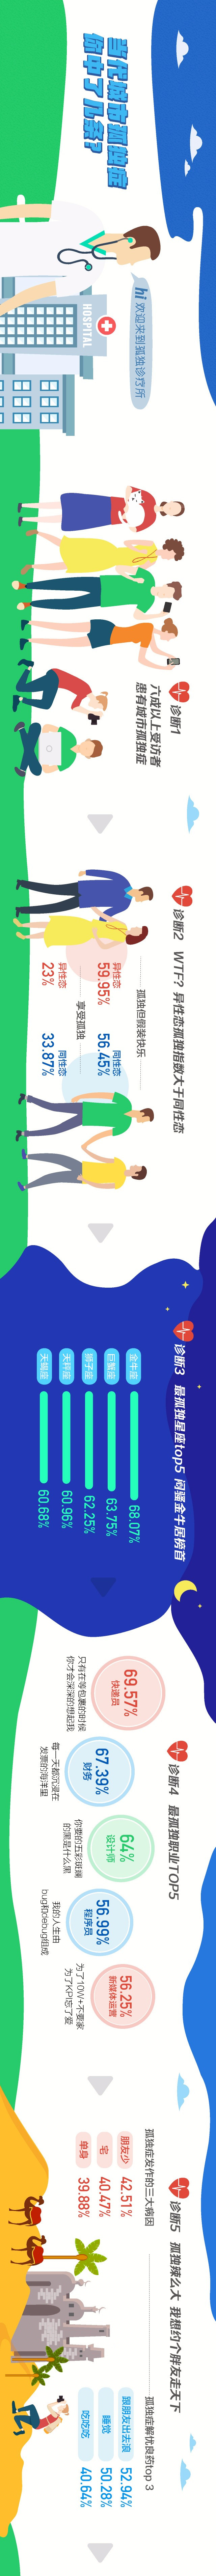 当代城市孤独症
你中了几条？
hi 欢迎来到孤独诊疗所
HOSPITAL
诊断1
六成以上受访者
患有城市孤独症
诊断2 WTF？异性恋孤独指数大于同性恋
孤独但假装快乐
异性恋
59.95%
同性恋
56.45%
享受孤独
异性恋
23%
同性恋
33.87%
诊断3 最孤独星座top5 闷骚金牛居榜首
金牛座 68.07%
巨蟹座 63.75%
狮子座 62.25%
天秤座 60.96%
天蝎座 60.68%
诊断4 最孤独职业TOP5
69.57%
快递员
只有在等包裹的时候
你才会深深的想起我
67.39%
财务
每一天都沉浸在
发票的海洋里
64%
设计师
你要的五彩斑斓
的黑是什么黑
56.99%
程序员
我的人生由
bug和debug组成
56.25%
新媒体运营
为了10W+不要家
为了KPI忘了爱
诊断5 孤独辣么大 我想约个胖友走天下
孤独症发作的三大病因
朋友少 42.51%
宅 40.47%
单身 39.88%
孤独症解忧良药top 3
跟朋友出去浪 52.94%
睡觉 50.28%
吃吃吃 40.64%